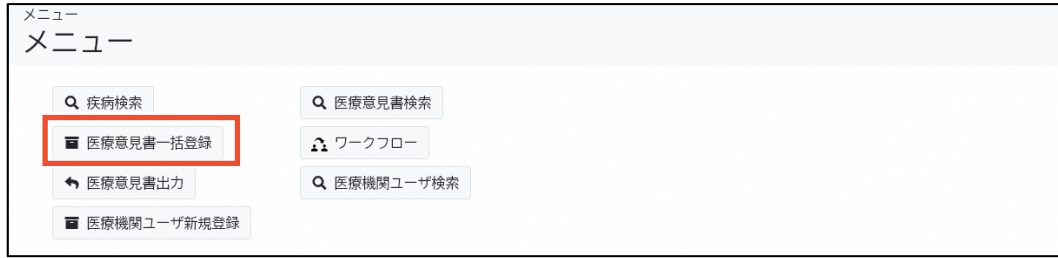 メニュー
メニュー
疾病検索
医療意見書検索
医療意見書一括登録
ワークフロー
医療意見書出力
医療機関ユーザ検索
医療機関ユーザ新規登録